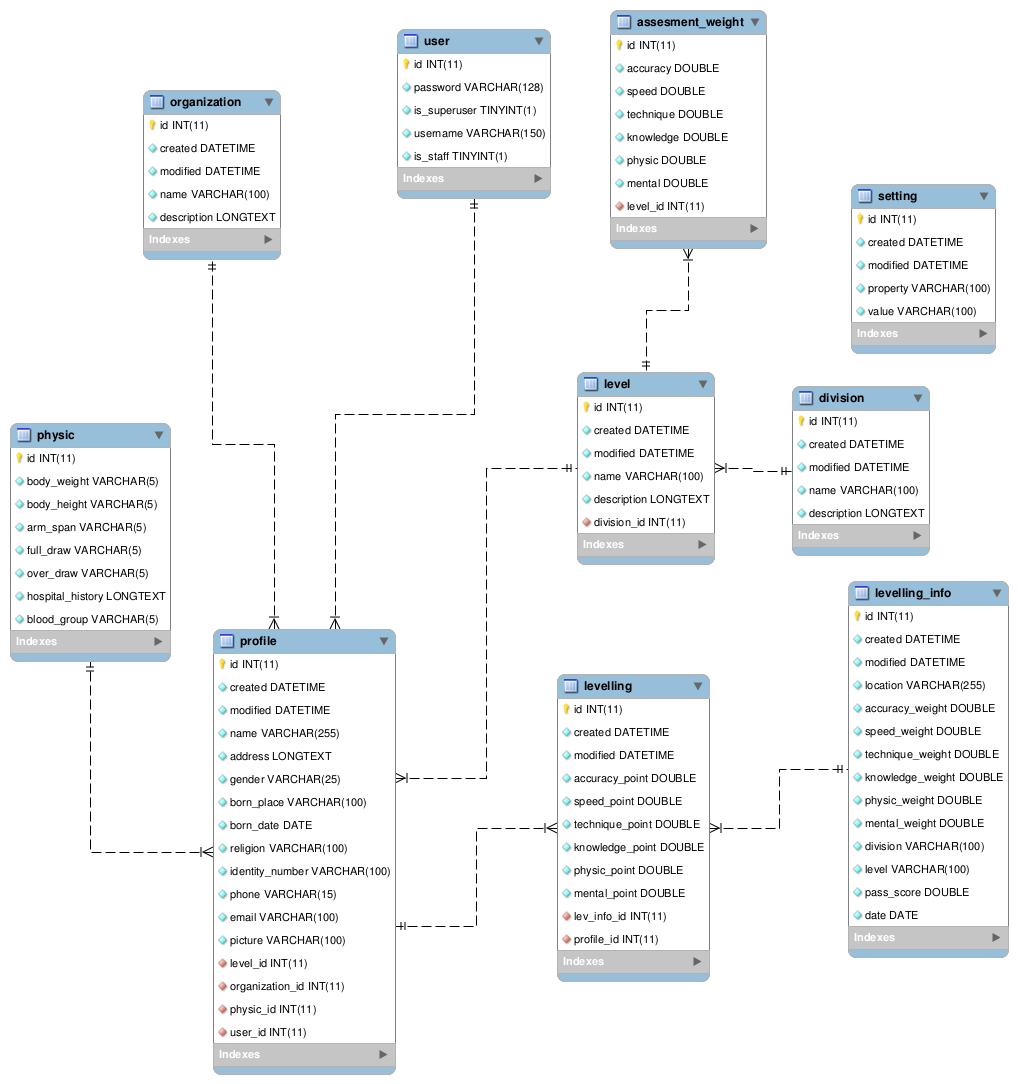 organization
id INT(11)
created DATETIME
modified DATETIME
name VARCHAR(100)
description LONGTEXT
Indexes
user
id INT(11)
password VARCHAR(128)
is_superuser TINYINT(1)
username VARCHAR(150)
is_staff TINYINT(1)
Indexes
assesment_weight
id INT(11)
accuracy DOUBLE
speed DOUBLE
technique DOUBLE
knowledge DOUBLE
physic DOUBLE
mental DOUBLE
level_id INT(11)
Indexes
setting
id INT(11)
created DATETIME
modified DATETIME
property VARCHAR(100)
value VARCHAR(100)
Indexes
physic
id INT(11)
body_weight VARCHAR(5)
body_height VARCHAR(5)
arm_span VARCHAR(5)
full_draw VARCHAR(5)
over_draw VARCHAR(5)
hospital_history LONGTEXT
blood_group VARCHAR(5)
Indexes
level
id INT(11)
created DATETIME
modified DATETIME
name VARCHAR(100)
description LONGTEXT
division_id INT(11)
Indexes
division
id INT(11)
created DATETIME
modified DATETIME
name VARCHAR(100)
description LONGTEXT
Indexes
profile
id INT(11)
created DATETIME
modified DATETIME
name VARCHAR(255)
address LONGTEXT
gender VARCHAR(25)
born_place VARCHAR(100)
born_date DATE
religion VARCHAR(100)
identity_number VARCHAR(100)
phone VARCHAR(15)
email VARCHAR(100)
picture VARCHAR(100)
level_id INT(11)
organization_id INT(11)
physic_id INT(11)
user_id INT(11)
Indexes
levelling
id INT(11)
created DATETIME
modified DATETIME
accuracy_point DOUBLE
speed_point DOUBLE
technique_point DOUBLE
knowledge_point DOUBLE
physic_point DOUBLE
mental_point DOUBLE
lev_info_id INT(11)
profile_id INT(11)
Indexes
levelling_info
id INT(11)
created DATETIME
modified DATETIME
location VARCHAR(255)
accuracy_weight DOUBLE
speed_weight DOUBLE
technique_weight DOUBLE
knowledge_weight DOUBLE
physic_weight DOUBLE
mental_weight DOUBLE
division VARCHAR(100)
level VARCHAR(100)
pass_score DOUBLE
date DATE
Indexes